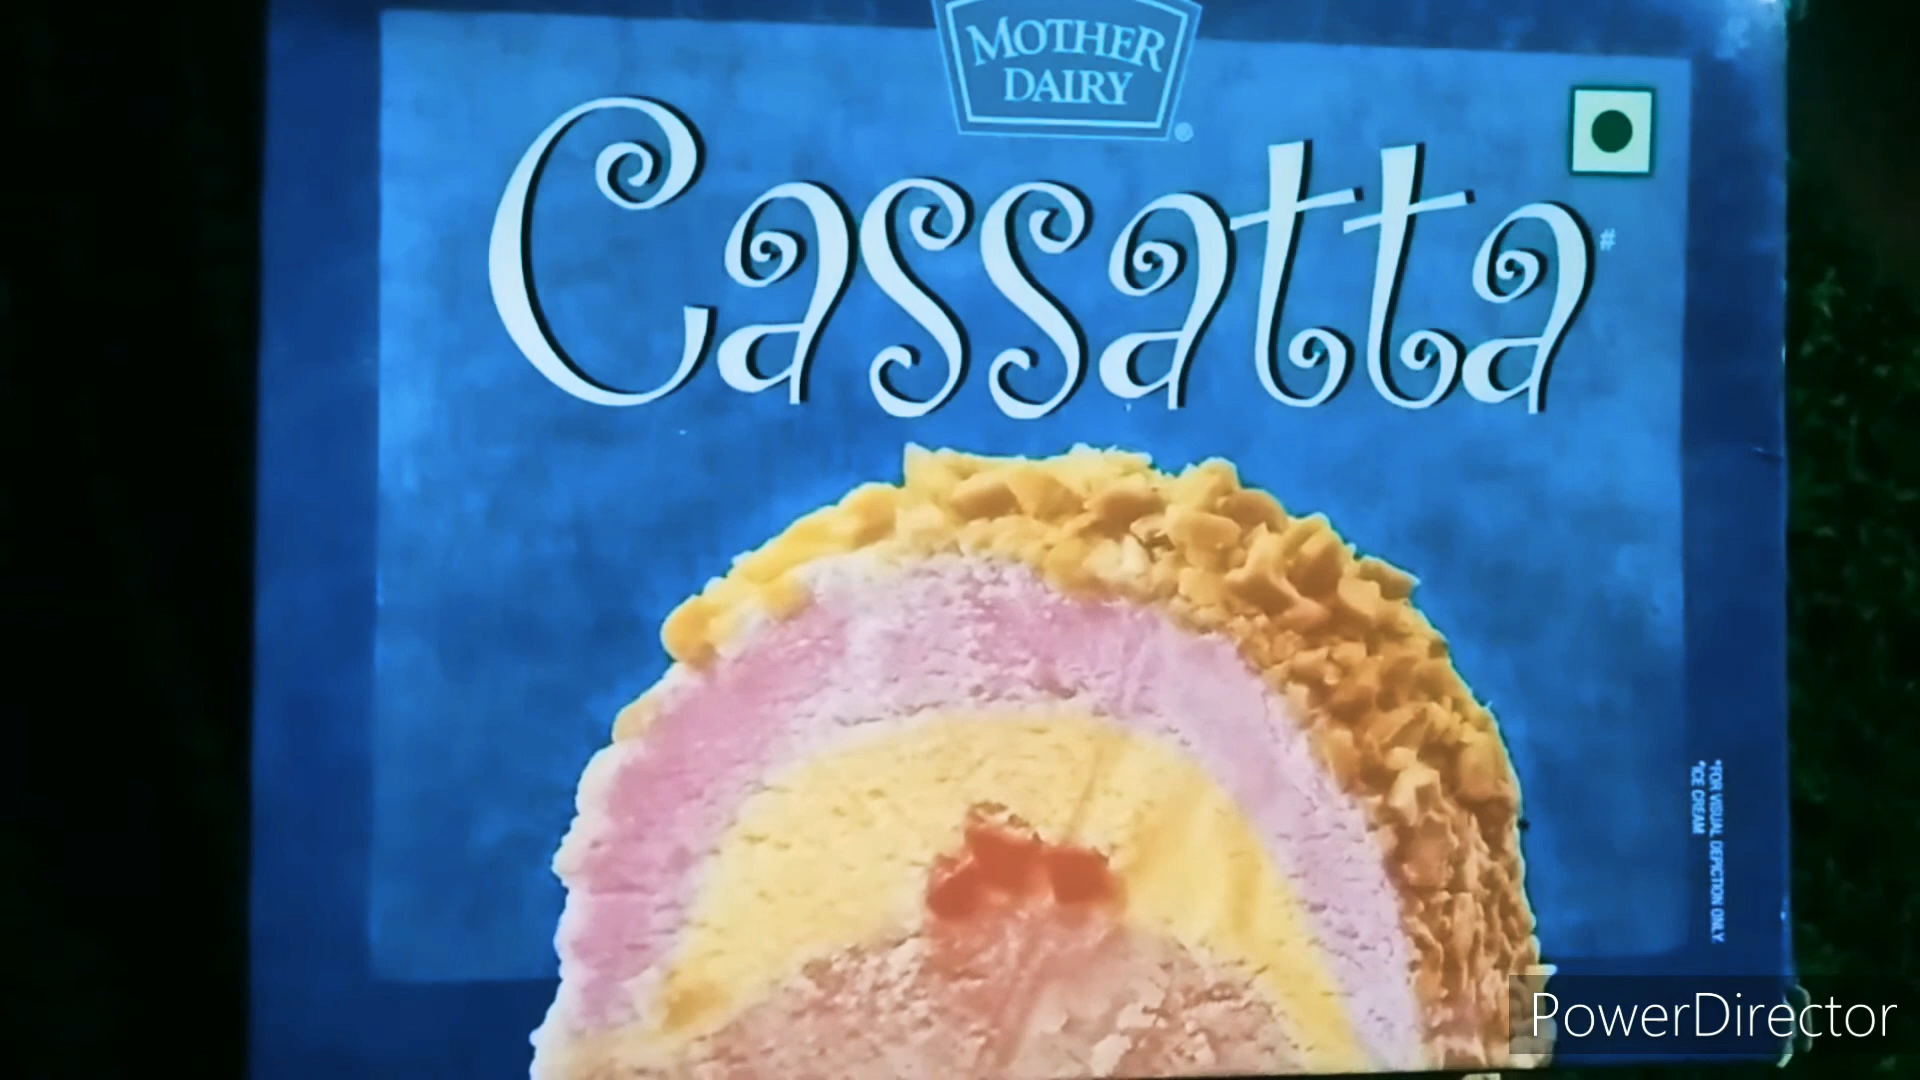 MOTHER
DAIRY
®
Cassatta#
*FOR VISUAL DEPICTION ONLY.
*ICE CREAM
PowerDirector